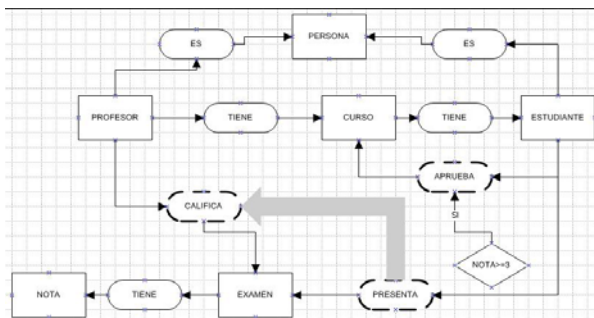 ES
PERSONA
ES
PROFESOR
TIENE
CURSO
TIENE
ESTUDIANTE
APRUEBA
CALIFICA
SI
NOTA>=3
NOTA
TIENE
EXAMEN
PRESENTA